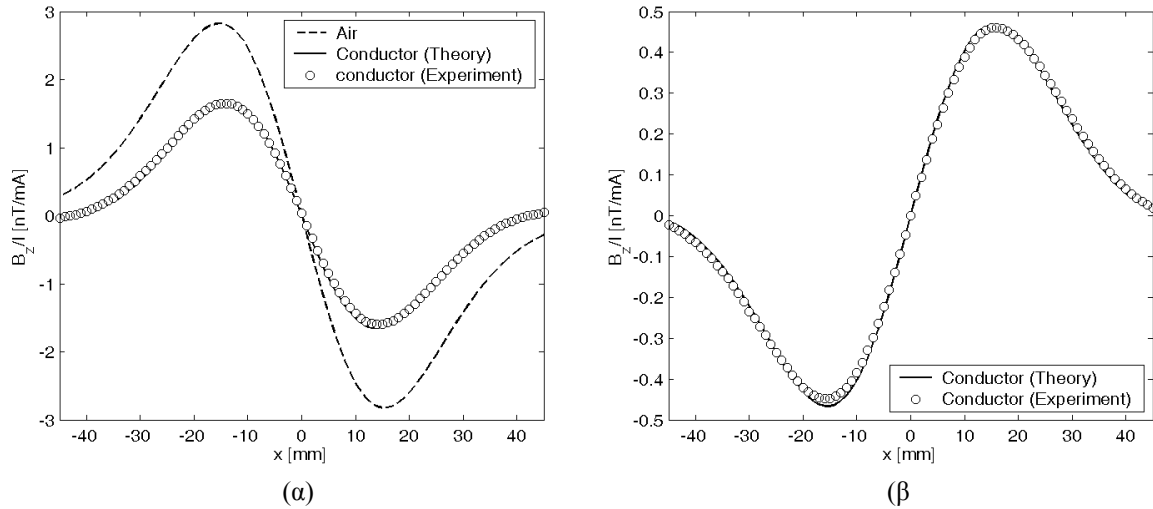 3
2
1
0
-1
-2
-3
B_Z/I [nT/mA]
-40 -30 -20 -10 0 10 20 30 40
x [mm]
Air
Conductor (Theory)
conductor (Experiment)
(α)
0.5
0.4
0.3
0.2
0.1
0
-0.1
-0.2
-0.3
-0.4
-0.5
B_Z/I [nT/mA]
-40 -30 -20 -10 0 10 20 30 40
x [mm]
Conductor (Theory)
Conductor (Experiment)
(β